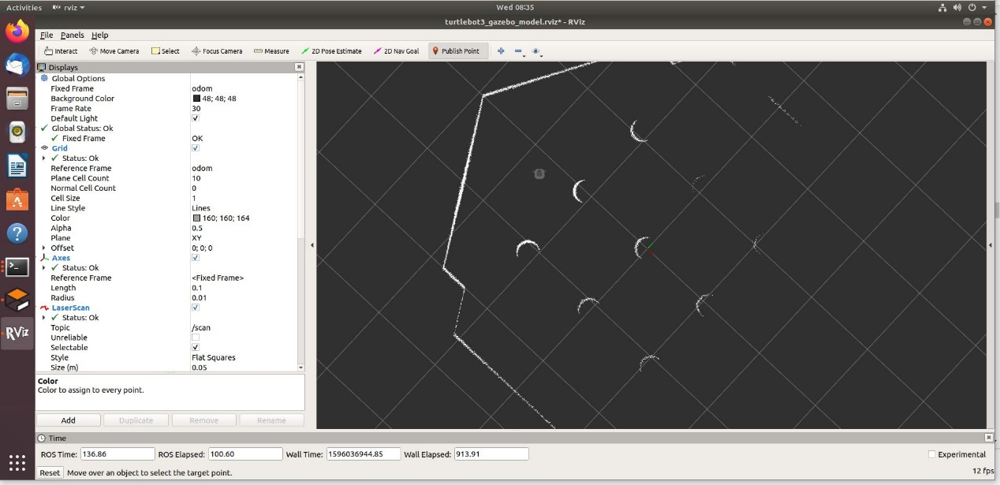 Activities RViz rviz Wed 08:35
turtlebot3_gazebo_model.rviz* - RViz
File Panels Help
Interact Move Camera Select Focus Camera Measure 2D Pose Estimate 2D Nav Goal Publish Point
Displays
Global Options
Fixed Frame odom
Background Color 48; 48; 48
Frame Rate 30
Default Light
Global Status: Ok
Fixed Frame OK
Grid
Status: Ok
Reference Frame odom
Plane Cell Count 10
Normal Cell Count 0
Cell Size 1
Line Style Lines
Color 160; 160; 164
Alpha 0.5
Plane XY
Offset 0; 0; 0
Axes
Status: Ok
Reference Frame <Fixed Frame>
Length 0.1
Radius 0.01
LaserScan
Status: Ok
Topic /scan
Unreliable
Selectable
Style Flat Squares
Size (m) 0.05
RViz
Color
Color to assign to every point.
Add Duplicate Remove Rename
Time
ROS Time: 136.86 ROS Elapsed: 100.60 Wall Time: 1596036944.85 Wall Elapsed: 913.91 Experimental
Reset Move over an object to select the target point. 12 fps